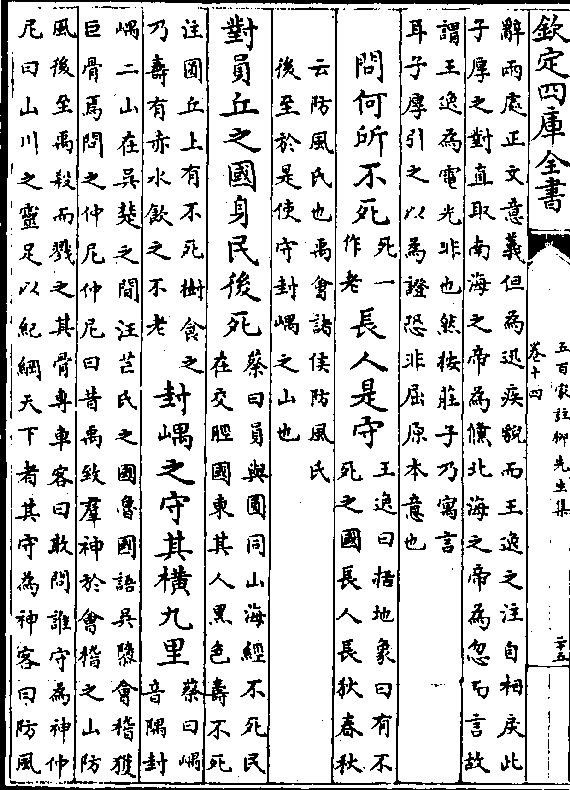 欽定四庫全書
五百家註柳先生集
卷十四
二十五
辭兩處正文意義但為迅疾貌而王逸之注自相戾此
子厚之對直取南海之帝為儵北海之帝為忽而言故
謂王逸為電光非也然按莊子乃寓言
耳子厚引之以為證恐非屈原本意也
問何所不死死一作老長人是守王逸曰括地象曰有不
死之國長人長狄春秋
云防風氏也禹會諸侯防風氏
後至於是使守封嵎之山也
對員丘之國身民後死蔡曰員與圓同山海經不死民
在交脛國東其人黑色壽不死
注圓丘上有不死樹食之
乃壽有赤水飲之不老
封嵎之守其橫九里蔡曰嵎
音隅封
嵎二山在吳楚之間汪芒氏之國魯國語吳隳會稽獲
巨骨焉問之仲尼仲尼曰昔禹致羣神於會稽之山防
風後至禹殺而戮之其骨專車客曰敢問誰守為神仲
尼曰山川之靈足以紀綱天下者其守為神客曰防風